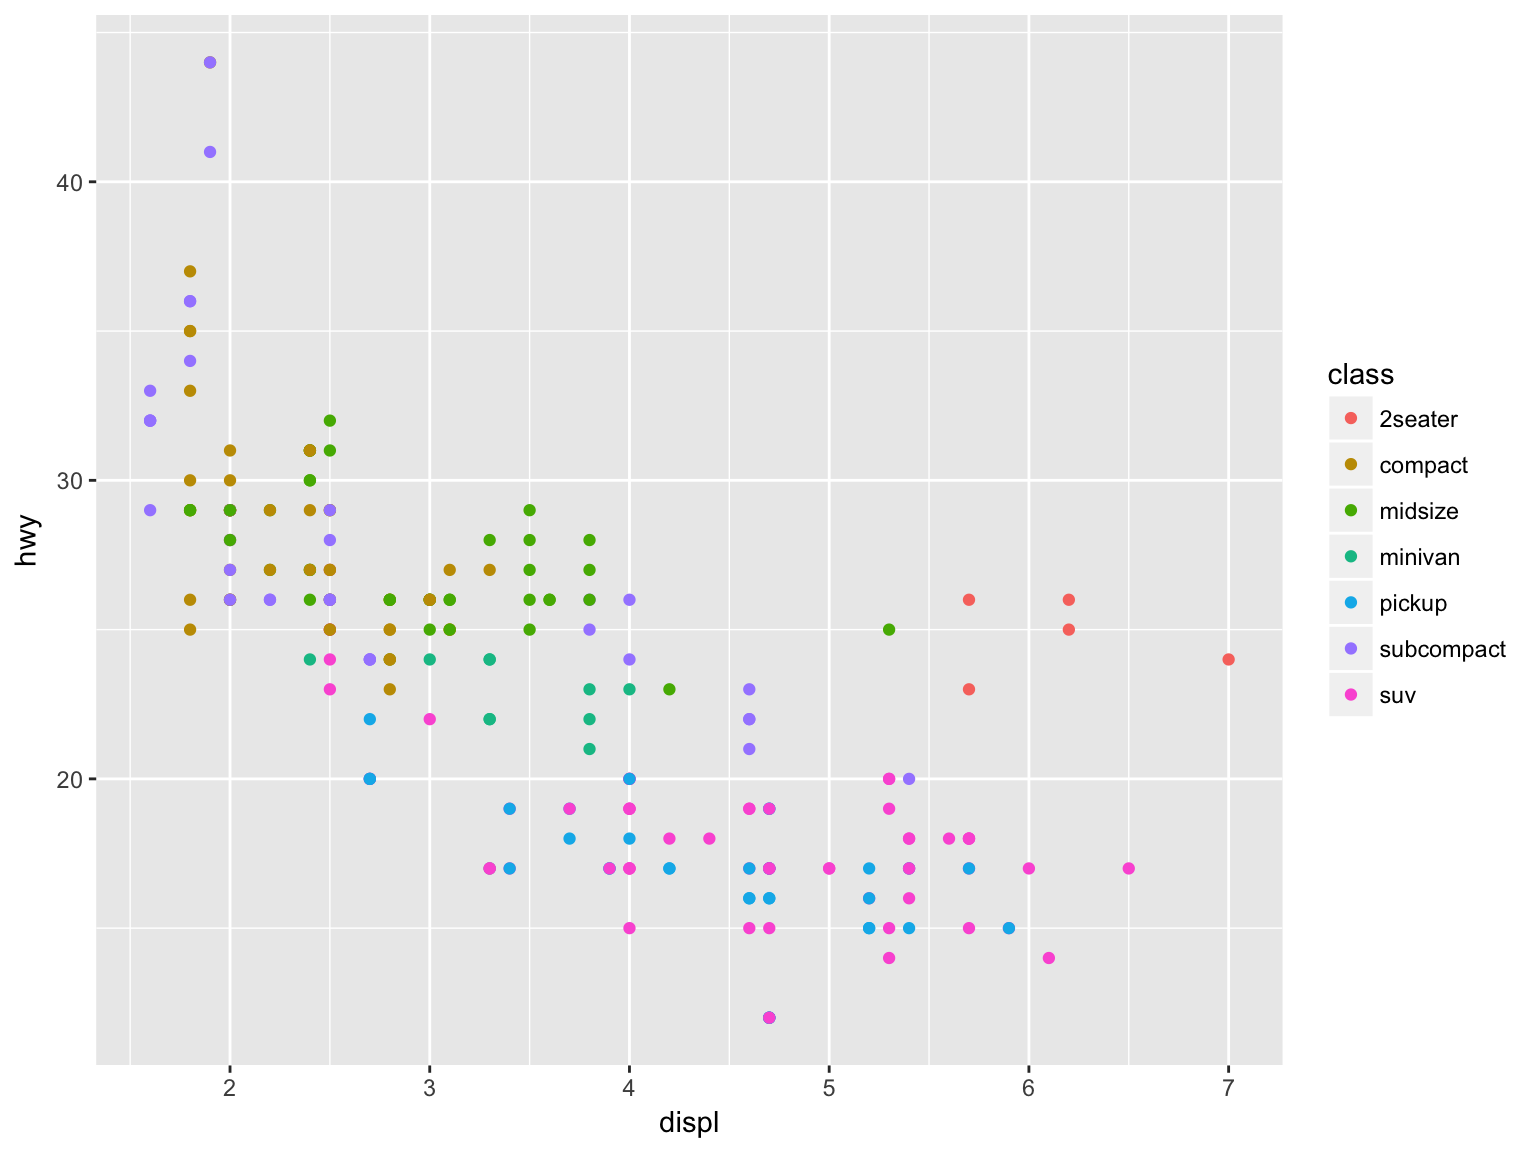 40
30
20
hwy
2
3
4
5
6
7
displ
class
2seater
compact
midsize
minivan
pickup
subcompact
suv